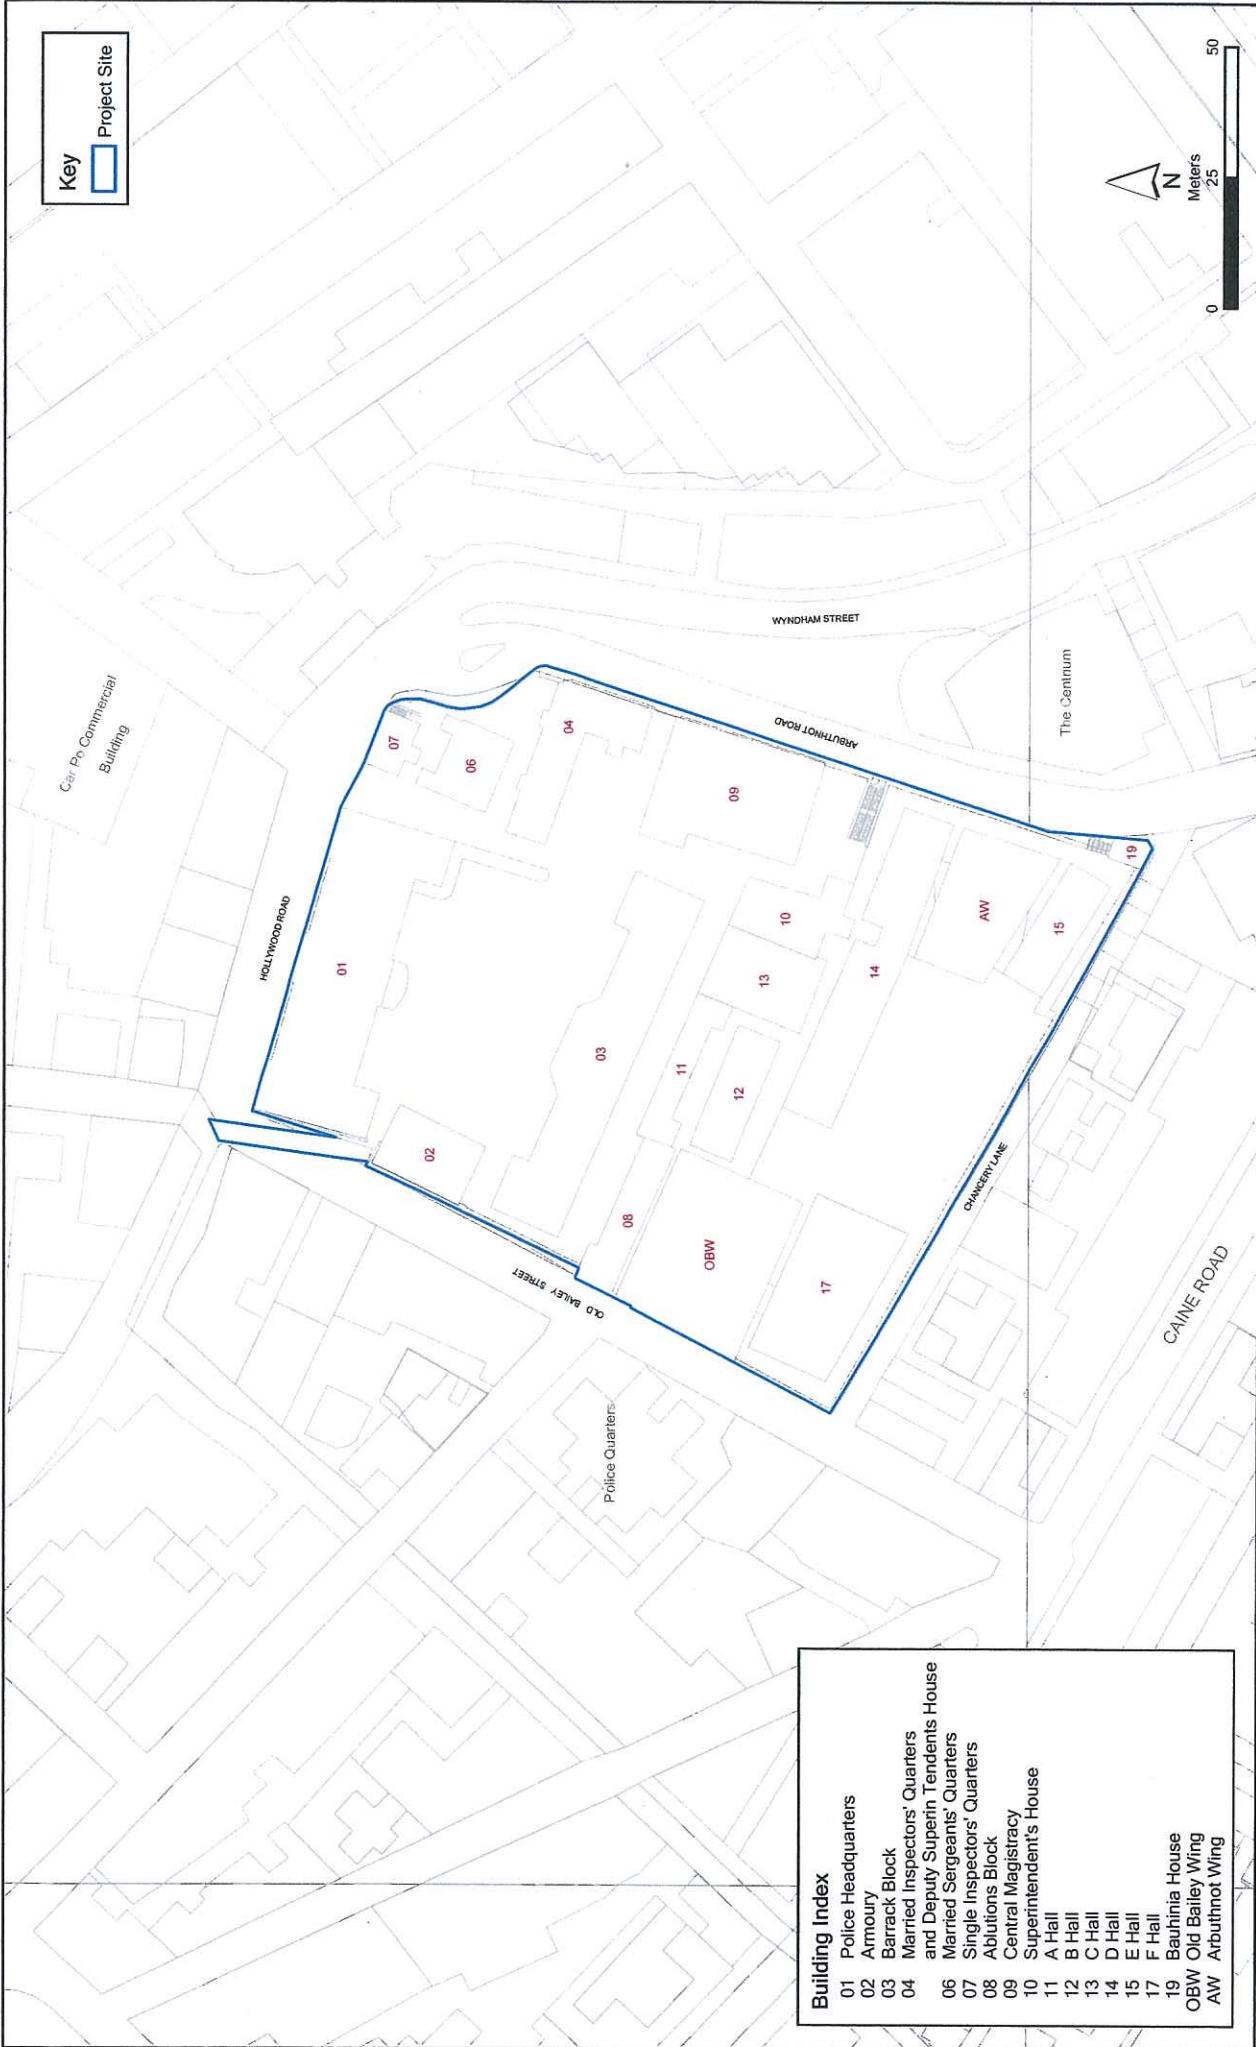 Key
Project Site
Car Po Commercial
Building
HOLLYWOOD ROAD
WYNDHAM STREET
ARBUTHNOT ROAD
The Centrium
OLD BAILEY STREET
CHANCERY LANE
Police Quarters
CAINE ROAD
01
02
03
04
06
07
08
09
10
11
12
13
14
15
17
19
OBW
AW
N
Meters
0 25 50
Building Index
01 Police Headquarters
02 Armoury
03 Barrack Block
04 Married Inspectors' Quarters
and Deputy Superin Tendents House
06 Married Sergeants' Quarters
07 Single Inspectors' Quarters
08 Ablutions Block
09 Central Magistracy
10 Superintendent's House
11 A Hall
12 B Hall
13 C Hall
14 D Hall
15 E Hall
17 F Hall
19 Bauhinia House
OBW Old Bailey Wing
AW Arbuthnot Wing